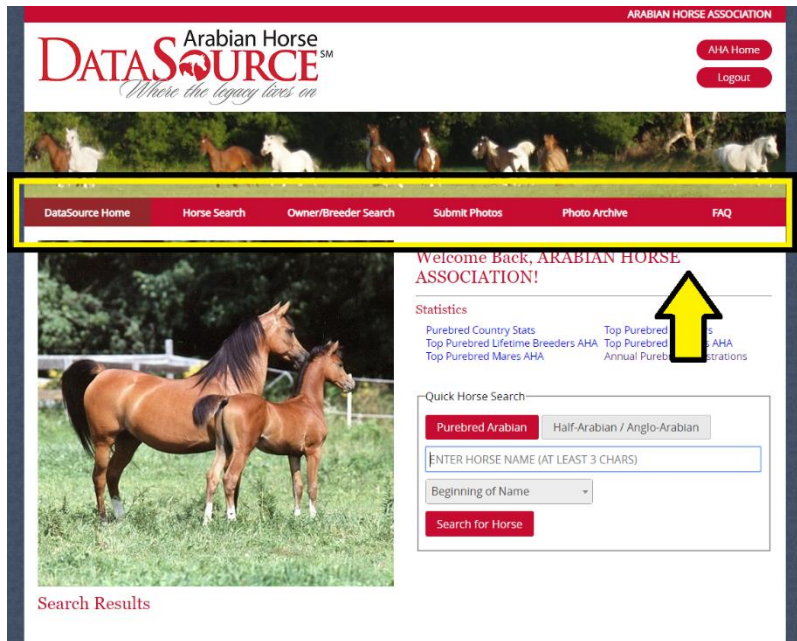 ARABIAN HORSE ASSOCIATION
Arabian Horse
DATASOURCE SM
Where the legacy lives on
AHA Home
Logout
DataSource Home Horse Search Owner/Breeder Search Submit Photos Photo Archive FAQ
Welcome Back, ARABIAN HORSE
ASSOCIATION!
Statistics
Purebred Country Stats Top Purebred
Top Purebred Lifetime Breeders AHA Top Purebred AHA
Top Purebred Mares AHA Annual
Quick Horse Search
Purebred Arabian Half-Arabian / Anglo-Arabian
ENTER HORSE NAME (AT LEAST 3 CHARS)
Beginning of Name
Search for Horse
Search Results